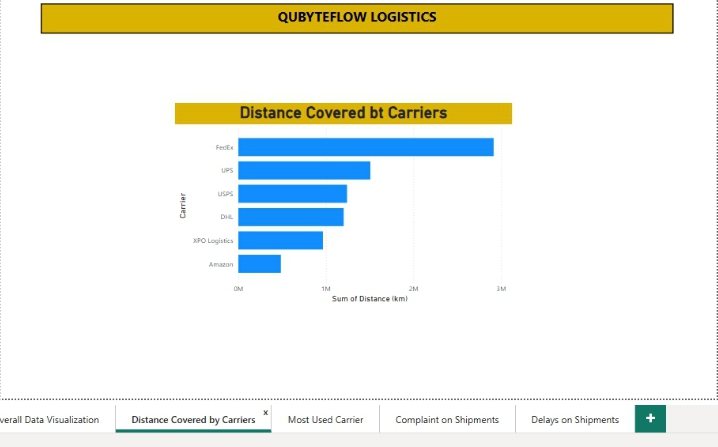 QUBYTEFLOW LOGISTICS
Distance Covered bt Carriers
Carrier
FedEx
UPS
USPS
DHL
XPO Logistics
Amazon
0M 1M 2M 3M
Sum of Distance (km)
verall Data Visualization Distance Covered by Carriers x Most Used Carrier Complaint on Shipments Delays on Shipments +